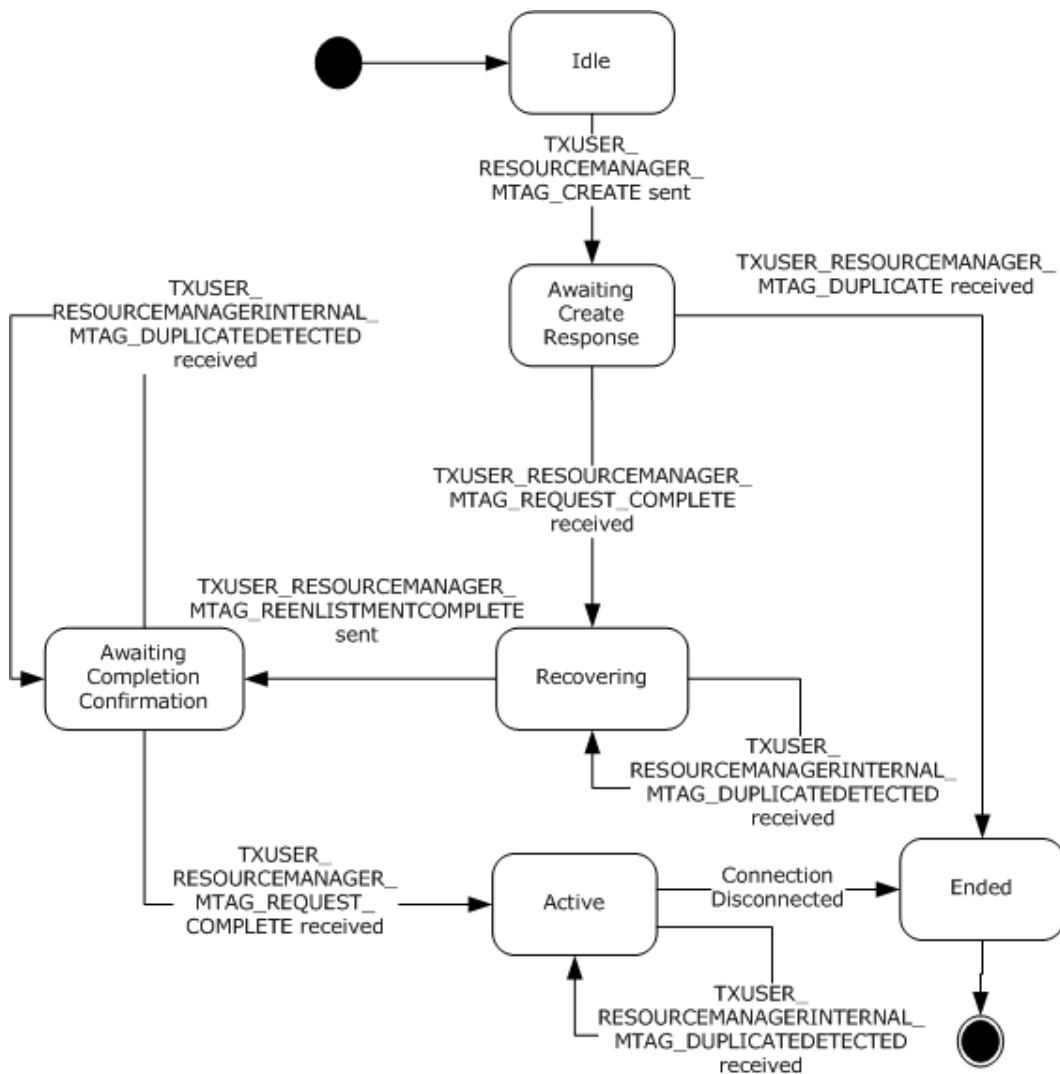 Idle
TXUSER_
RESOURCEMANAGER_
MTAG_CREATE sent
Awaiting
Create
Response
TXUSER_RESOURCEMANAGER_
MTAG_DUPLICATE received
TXUSER_
RESOURCEMANAGERINTERNAL_
MTAG_DUPLICATEDETECTED
received
TXUSER_RESOURCEMANAGER_
MTAG_REQUEST_COMPLETE
received
TXUSER_RESOURCEMANAGER_
MTAG_REENLISTMENTCOMPLETE
sent
Awaiting
Completion
Confirmation
Recovering
TXUSER_
RESOURCEMANAGERINTERNAL_
MTAG_DUPLICATEDETECTED
received
TXUSER_
RESOURCEMANAGER_
MTAG_REQUEST_
COMPLETE received
Active
Connection
Disconnected
Ended
TXUSER_
RESOURCEMANAGERINTERNAL_
MTAG_DUPLICATEDETECTED
received